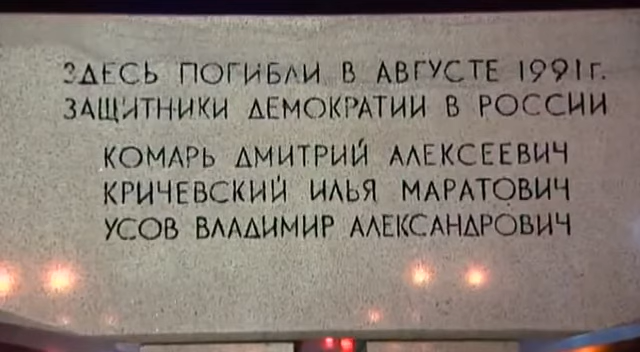 ЗДЕСЬ ПОГИБЛИ В АВГУСТЕ 1991г.
ЗАЩИТНИКИ ДЕМОКРАТИИ В РОССИИ
КОМАРЬ ДМИТРИЙ АЛЕКСЕЕВИЧ
КРИЧЕВСКИЙ ИЛЬЯ МАРАТОВИЧ
УСОВ ВЛАДИМИР АЛЕКСАНДРОВИЧ